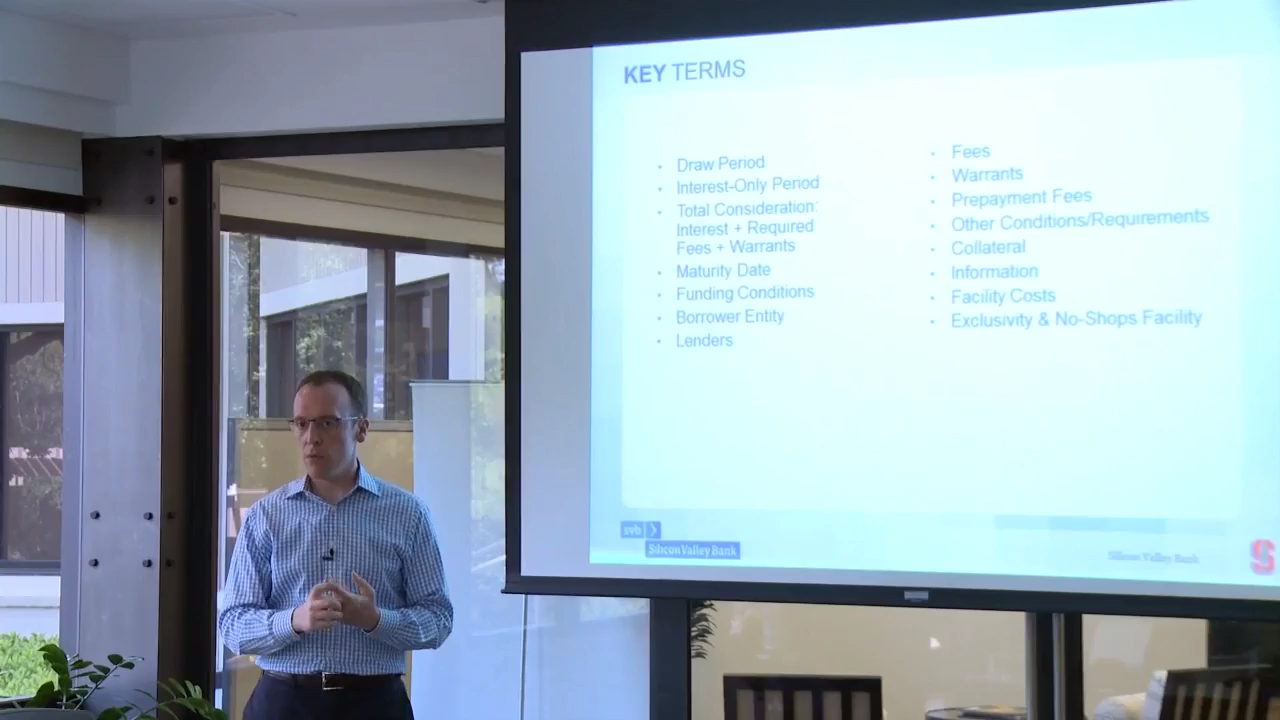 KEY TERMS
• Draw Period
• Interest-Only Period
• Total Consideration:
Interest + Required
Fees + Warrants
• Maturity Date
• Funding Conditions
• Borrower Entity
• Lenders
• Fees
• Warrants
• Prepayment Fees
• Other Conditions/Requirements
• Collateral
• Information
• Facility Costs
• Exclusivity & No-Shops Facility
svb >
Silicon Valley Bank
Silicon Valley Bank
S